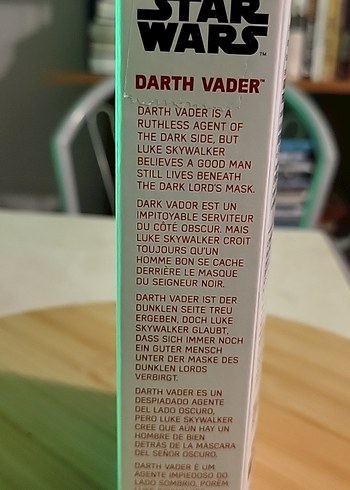 STAR
WARS™
DARTH VADER™
DARTH VADER IS A
RUTHLESS AGENT OF
THE DARK SIDE, BUT
LUKE SKYWALKER
BELIEVES A GOOD MAN
STILL LIVES BENEATH
THE DARK LORD'S MASK.
DARK VADOR EST UN
IMPITOYABLE SERVITEUR
DU CÔTÉ OBSCUR. MAIS
LUKE SKYWALKER CROIT
TOUJOURS QU'UN
HOMME BON SE CACHE
DERRIÈRE LE MASQUE
DU SEIGNEUR NOIR.
DARTH VADER IST DER
DUNKLEN SEITE TREU
ERGEBEN, DOCH LUKE
SKYWALKER GLAUBT,
DASS SICH IMMER NOCH
EIN GUTER MENSCH
UNTER DER MASKE DES
DUNKLEN LORDS
VERBIRGT.
DARTH VADER ES UN
DESPIADADO AGENTE
DEL LADO OSCURO,
PERO LUKE SKYWALKER
CREE QUE AÚN HAY UN
HOMBRE DE BIEN
DETRÁS DE LA MÁSCARA
DEL SEÑOR OSCURO.
DARTH VADER É UM
AGENTE IMPIEDOSO DO
LADO SOMBRIO, PORÉM